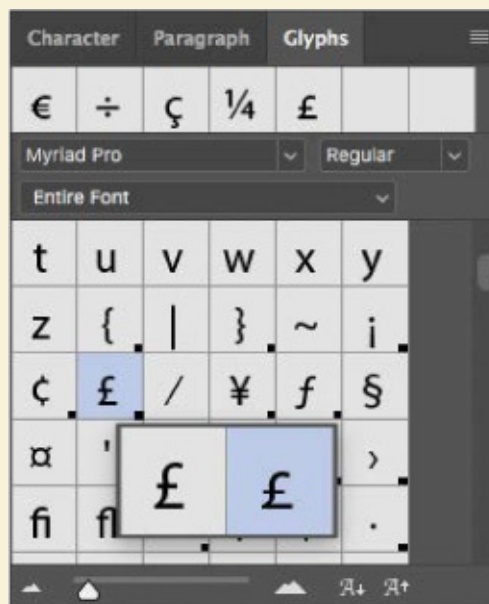 Character Paragraph Glyphs
€ ÷ ç ¼ £
Myriad Pro Regular
Entire Font
t u v w x y
z { | } ~ ¡
¢ £ ⁄ ¥ ƒ §
¤ ' ›
£ £
fi fl ·